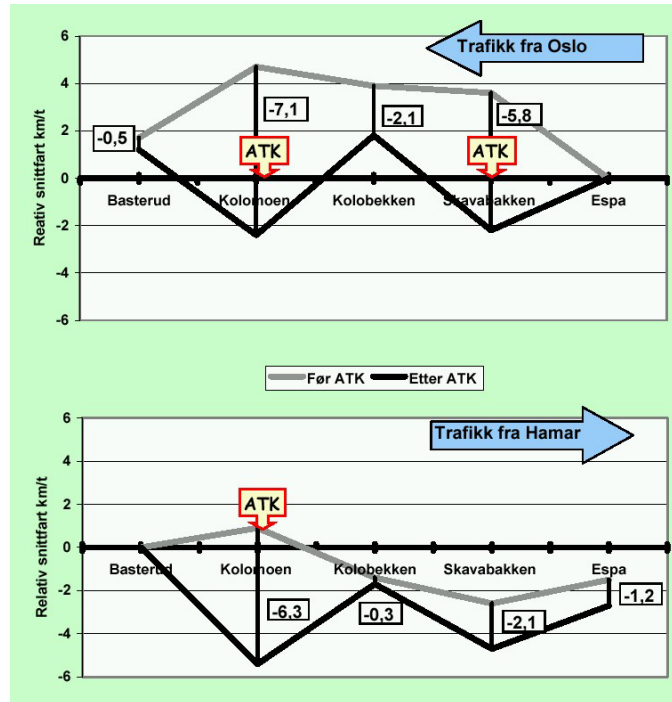 Trafikk fra Oslo
Reativ snittfart km/t
6
4
2
0
-2
-4
-6
-0,5
-7,1
-2,1
-5,8
ATK
ATK
Basterud
Kolomoen
Kolobekken
Skavabakken
Espa
Før ATK
Etter ATK
Trafikk fra Hamar
Relativ snittfart km/t
6
4
2
0
-2
-4
-6
ATK
Basterud
Kolomoen
Kolobekken
Skavabakken
Espa
-6,3
-0,3
-2,1
-1,2